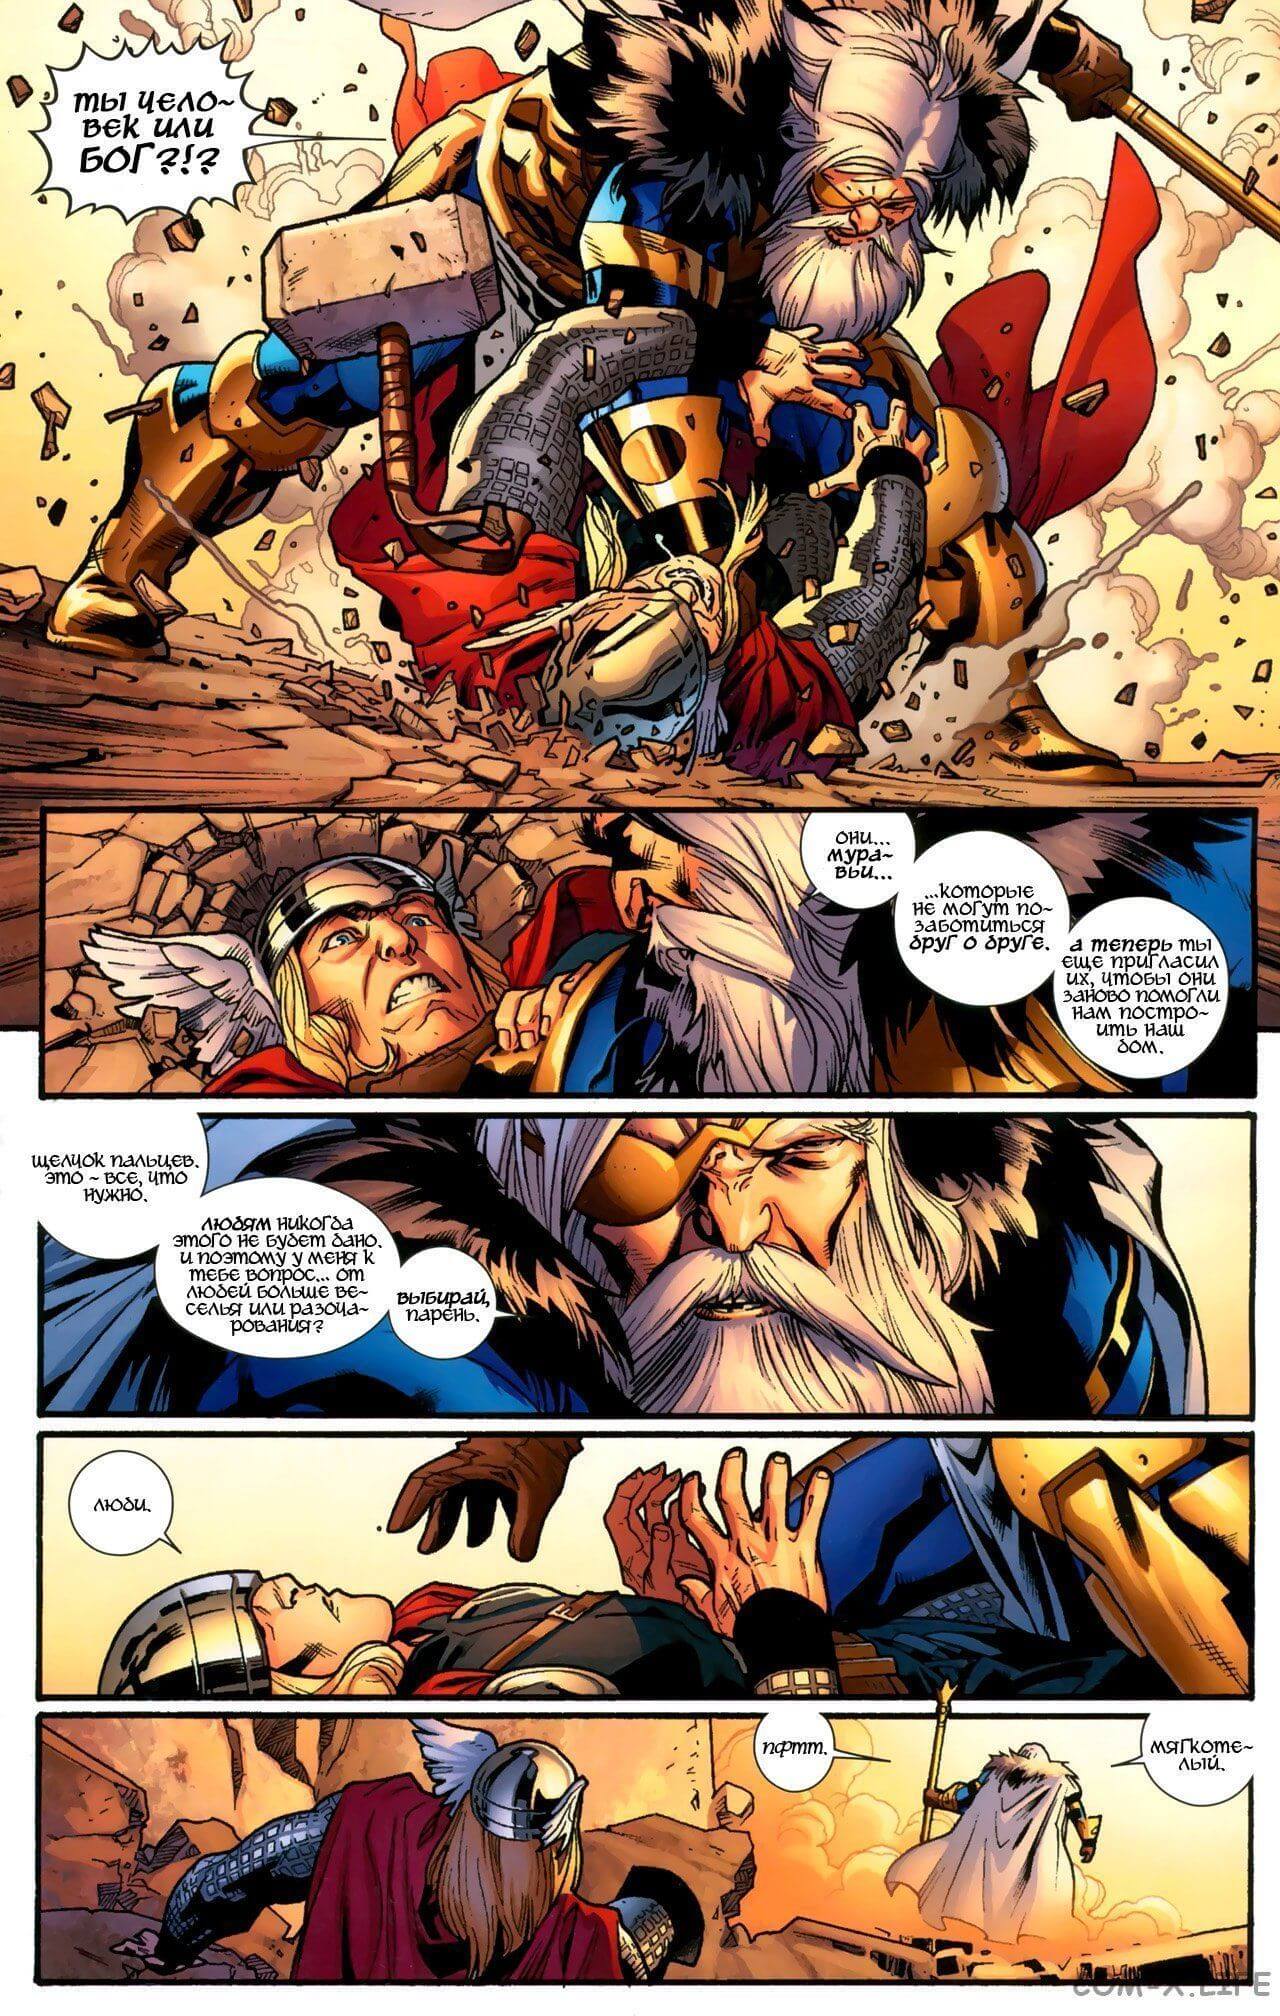 ТЫ ЧЕЛО~
ВЕК ИЛИ
БОГ?!?
ОНИ...
МУРА~
ВЬИ...
...КОТОРЫЕ
НЕ МОГУТ ПО~
ЗАБОТИТЬСЯ
ДРУГ О ДРУГЕ.
А ТЕПЕРЬ ТЫ
ЕЩЕ ПРИГЛАСИЛ
ИХ, ЧТОБЫ ОНИ
ЗАНОВО ПОМОГЛИ
НАМ ПОСТРО~
ИТЬ НАШ
ДОМ.
ЩЕЛЧОК ПАЛЬЦЕВ.
ЭТО ~ ВСЕ, ЧТО
НУЖНО.
ЛЮДЯМ НИКОГДА
ЭТОГО НЕ БУДЕТ ДАНО.
И ПОЭТОМУ У МЕНЯ К
ТЕБЕ ВОПРОС... ОТ
ЛЮДЕЙ БОЛЬШЕ ВЕ~
СЕЛЬЯ ИЛИ РАЗОЧА~
РОВАНИЯ?
ВЫБИРАЙ,
ПАРЕНЬ.
ЛЮДИ.
ПФТТ.
МЯГКОТЕ~
ЛЫЙ.
COM-X.LIFE